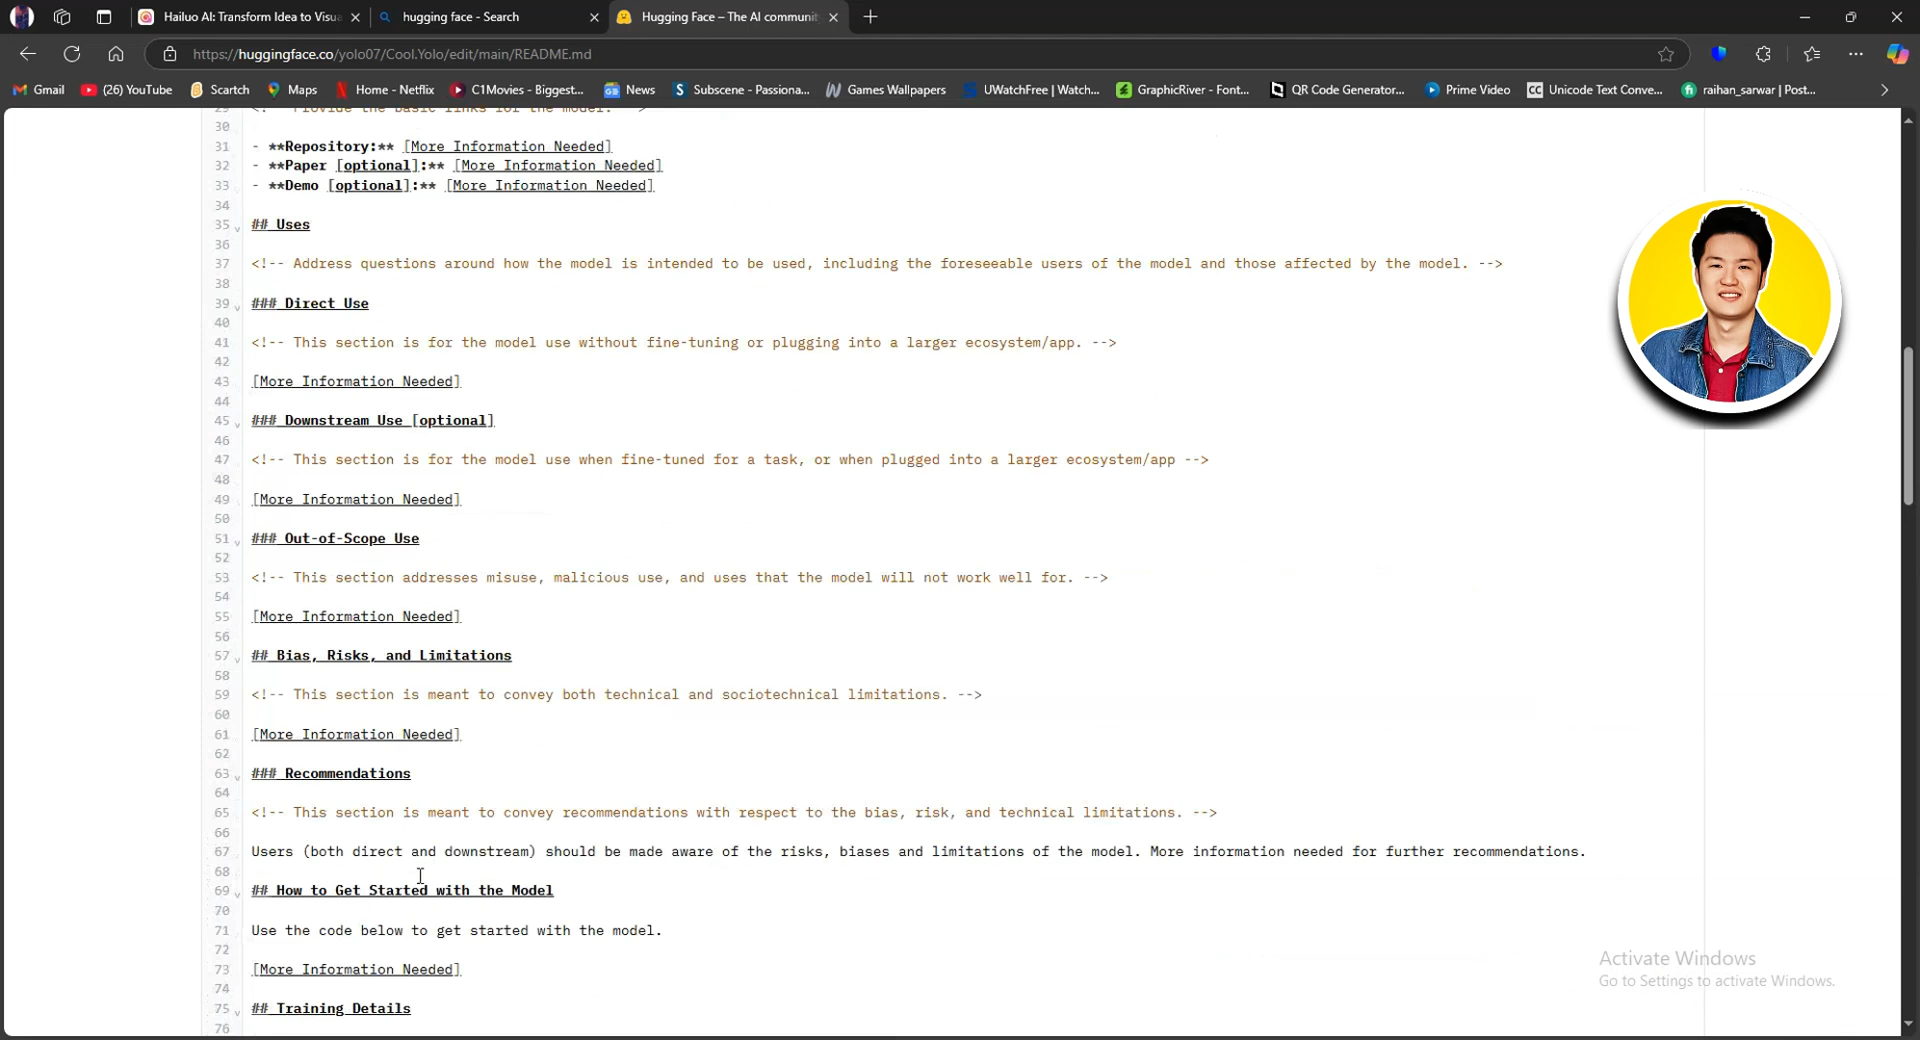 Hailuo AI: Transform Idea to Visua
hugging face - Search
Hugging Face – The AI communit
https://huggingface.co/yolo07/Cool.Yolo/edit/main/README.md
Gmail
(26) YouTube
Scartch
Maps
Home - Netflix
C1Movies - Biggest...
News
Subscene - Passiona...
Games Wallpapers
UWatchFree | Watch...
GraphicRiver - Font...
QR Code Generator...
Prime Video
Unicode Text Conve...
raihan_sarwar | Post...
29 <!-- Provide the basic links for the model. -->
30
31 - **Repository:** [More Information Needed]
32 - **Paper [optional]:** [More Information Needed]
33 - **Demo [optional]:** [More Information Needed]
34
35 ## Uses
36
37 <!-- Address questions around how the model is intended to be used, including the foreseeable users of the model and those affected by the model. -->
38
39 ### Direct Use
40
41 <!-- This section is for the model use without fine-tuning or plugging into a larger ecosystem/app. -->
42
43 [More Information Needed]
44
45 ### Downstream Use [optional]
46
47 <!-- This section is for the model use when fine-tuned for a task, or when plugged into a larger ecosystem/app -->
48
49 [More Information Needed]
50
51 ### Out-of-Scope Use
52
53 <!-- This section addresses misuse, malicious use, and uses that the model will not work well for. -->
54
55 [More Information Needed]
56
57 ## Bias, Risks, and Limitations
58
59 <!-- This section is meant to convey both technical and sociotechnical limitations. -->
60
61 [More Information Needed]
62
63 ### Recommendations
64
65 <!-- This section is meant to convey recommendations with respect to the bias, risk, and technical limitations. -->
66
67 Users (both direct and downstream) should be made aware of the risks, biases and limitations of the model. More information needed for further recommendations.
68
69 ## How to Get Started with the Model
70
71 Use the code below to get started with the model.
72
73 [More Information Needed]
74
75 ## Training Details
76
Activate Windows
Go to Settings to activate Windows.